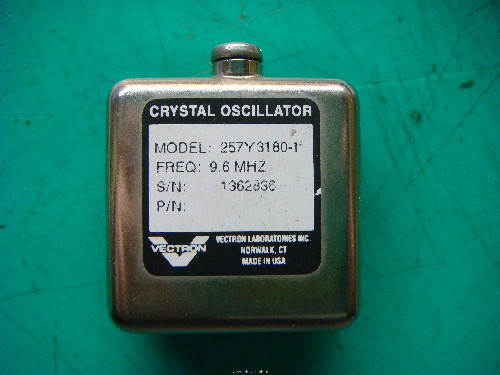 CRYSTAL OSCILLATOR
MODEL: 257Y3180-1
FREQ: 9.6 MHZ
S/N: 1362836
P/N:
VECTRON
VECTRON LABORATORIES INC.
NORWALK, CT
MADE IN USA